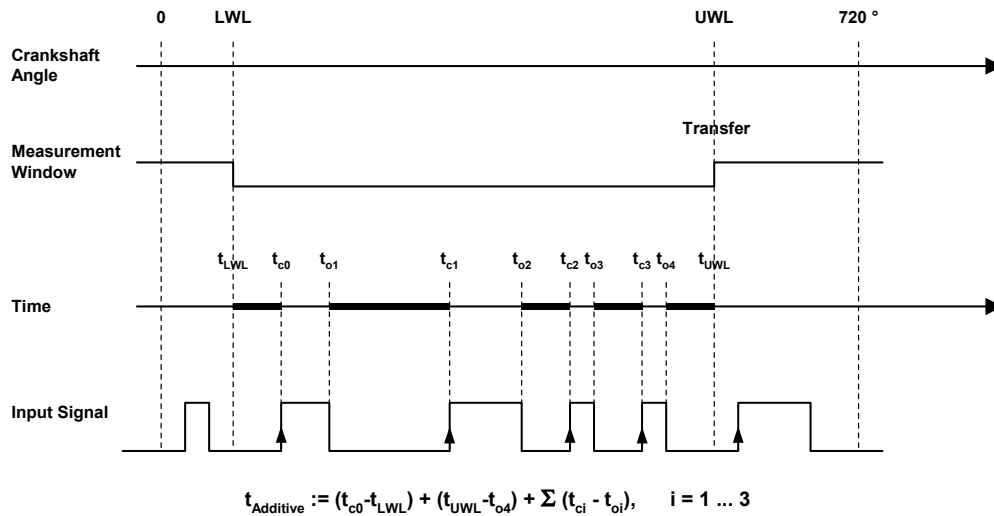 0 LWL UWL 720 °
Crankshaft
Angle
Transfer
Measurement
Window
tLWL tc0 to1 tc1 to2 tc2 to3 tc3 to4 tUWL
Time
Input Signal
tAdditive := (tc0-tLWL) + (tUWL-to4) + Σ (tci - toi), i = 1 ... 3